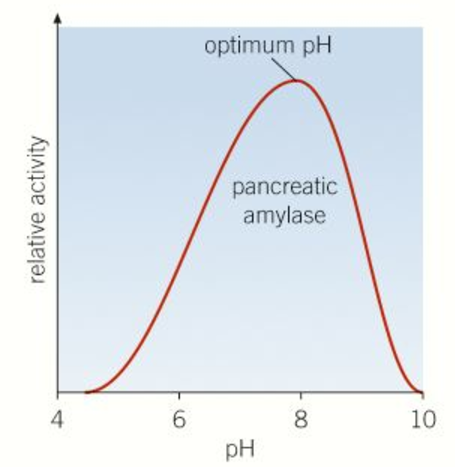 optimum pH
relative activity
pancreatic
amylase
4 6 8 10
pH